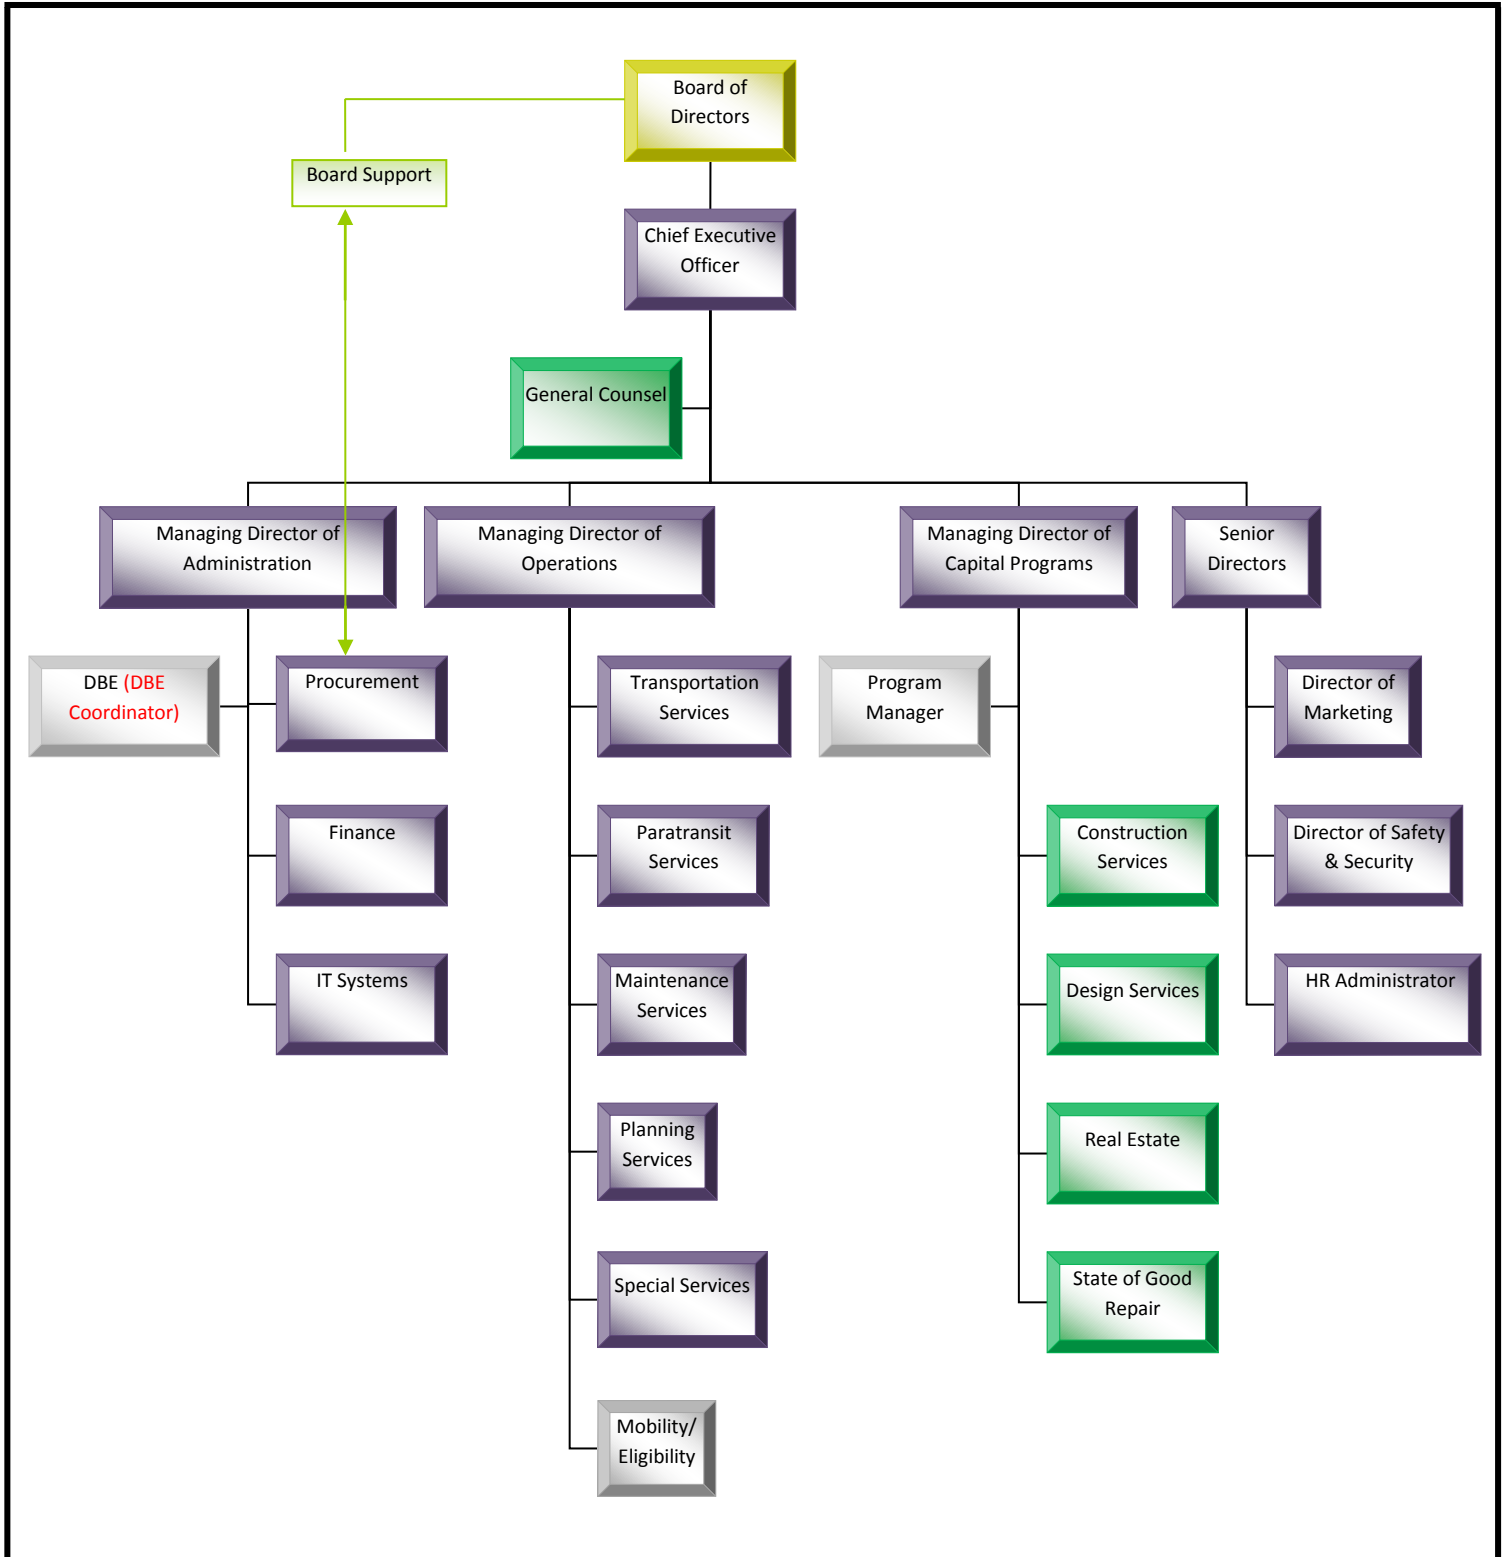 Board of
Directors
Board Support
Chief Executive
Officer
General Counsel
Managing Director of
Administration
Managing Director of
Operations
Managing Director of
Capital Programs
Senior
Directors
DBE (DBE
Coordinator)
Procurement
Transportation
Services
Program
Manager
Director of
Marketing
Finance
Paratransit
Services
Construction
Services
Director of Safety
& Security
IT Systems
Maintenance
Services
Design Services
HR Administrator
Planning
Services
Real Estate
Special Services
State of Good
Repair
Mobility/
Eligibility